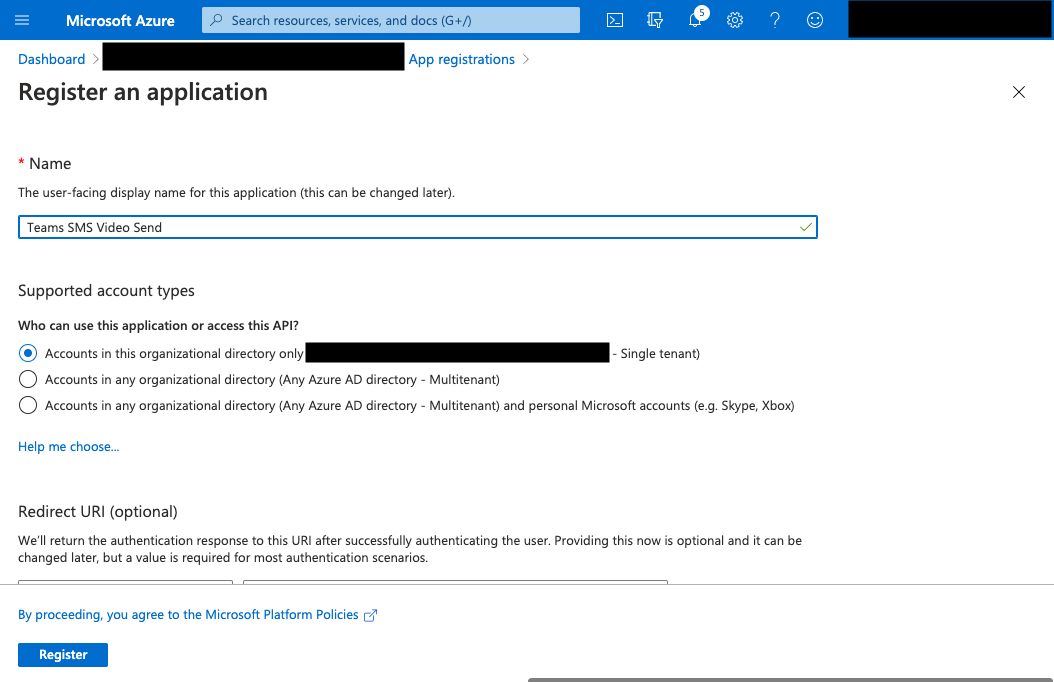 Microsoft Azure
Search resources, services, and docs (G+/)
5
Dashboard > App registrations >
Register an application
* Name
The user-facing display name for this application (this can be changed later).
Teams SMS Video Send
Supported account types
Who can use this application or access this API?
Accounts in this organizational directory only - Single tenant)
Accounts in any organizational directory (Any Azure AD directory - Multitenant)
Accounts in any organizational directory (Any Azure AD directory - Multitenant) and personal Microsoft accounts (e.g. Skype, Xbox)
Help me choose...
Redirect URI (optional)
We'll return the authentication response to this URI after successfully authenticating the user. Providing this now is optional and it can be
changed later, but a value is required for most authentication scenarios.
By proceeding, you agree to the Microsoft Platform Policies
Register